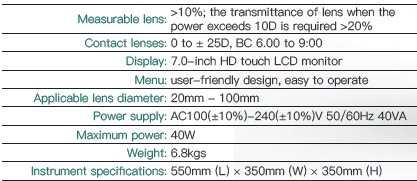 Measurable lens: >10%; the transmittance of lens when the
power exceeds 10D is required >20%
Contact lenses: 0 to ± 25D, BC 6.00 to 9:00
Display: 7.0-inch HD touch LCD monitor
Menu: user-friendly design, easy to operate
Applicable lens diameter: 20mm - 100mm
Power supply: AC100(±10%)-240(±10%)V 50/60Hz 40VA
Maximum power: 40W
Weight: 6.8kgs
Instrument specifications: 550mm (L) × 350mm (W) × 350mm (H)